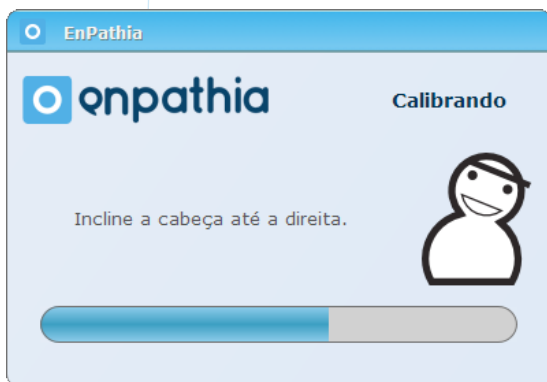 EnPathia
enpathia
Calibrando
Incline a cabeça até a direita.